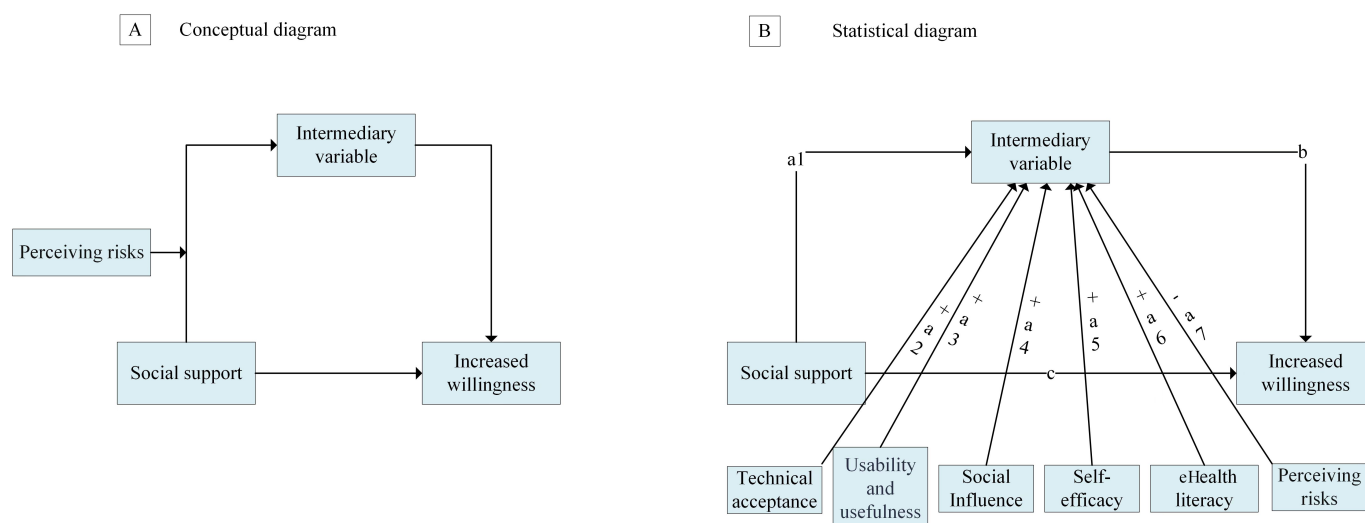 A
Conceptual diagram
Intermediary
variable
Perceiving risks
Social support
Increased
willingness
B
Statistical diagram
Intermediary
variable
a1
b
+ a 2
+ a 3
+ a 4
+ a 5
+ a 6
- a 7
Social support
c
Increased
willingness
Technical
acceptance
Usability
and
usefulness
Social
Influence
Self-
efficacy
eHealth
literacy
Perceiving
risks